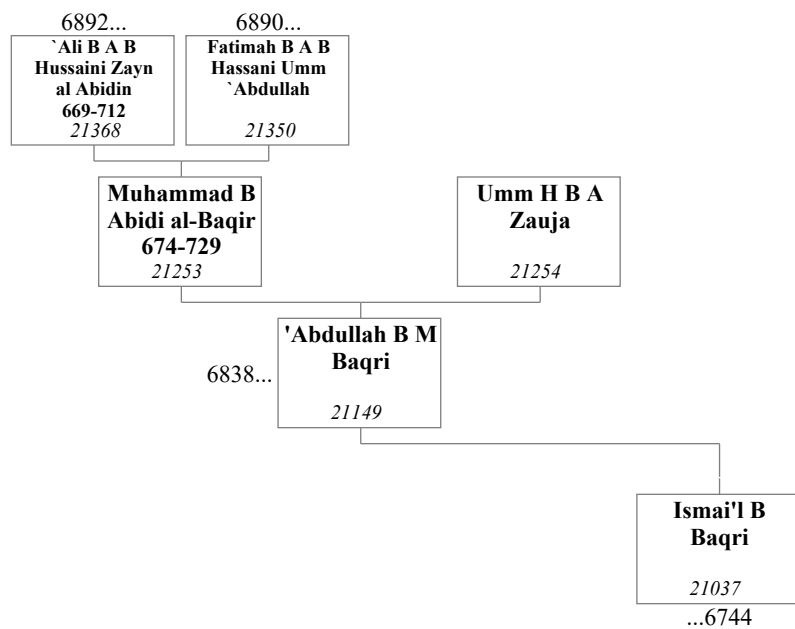 6892...
`Ali B A B
Hussaini Zayn
al Abidin
669-712
21368
6890...
Fatimah B A B
Hassani Umm
`Abdullah
21350
Muhammad B
Abidi al-Baqir
674-729
21253
Umm H B A
Zauja
21254
6838...
'Abdullah B M
Baqri
21149
Ismai'l B
Baqri
21037
...6744